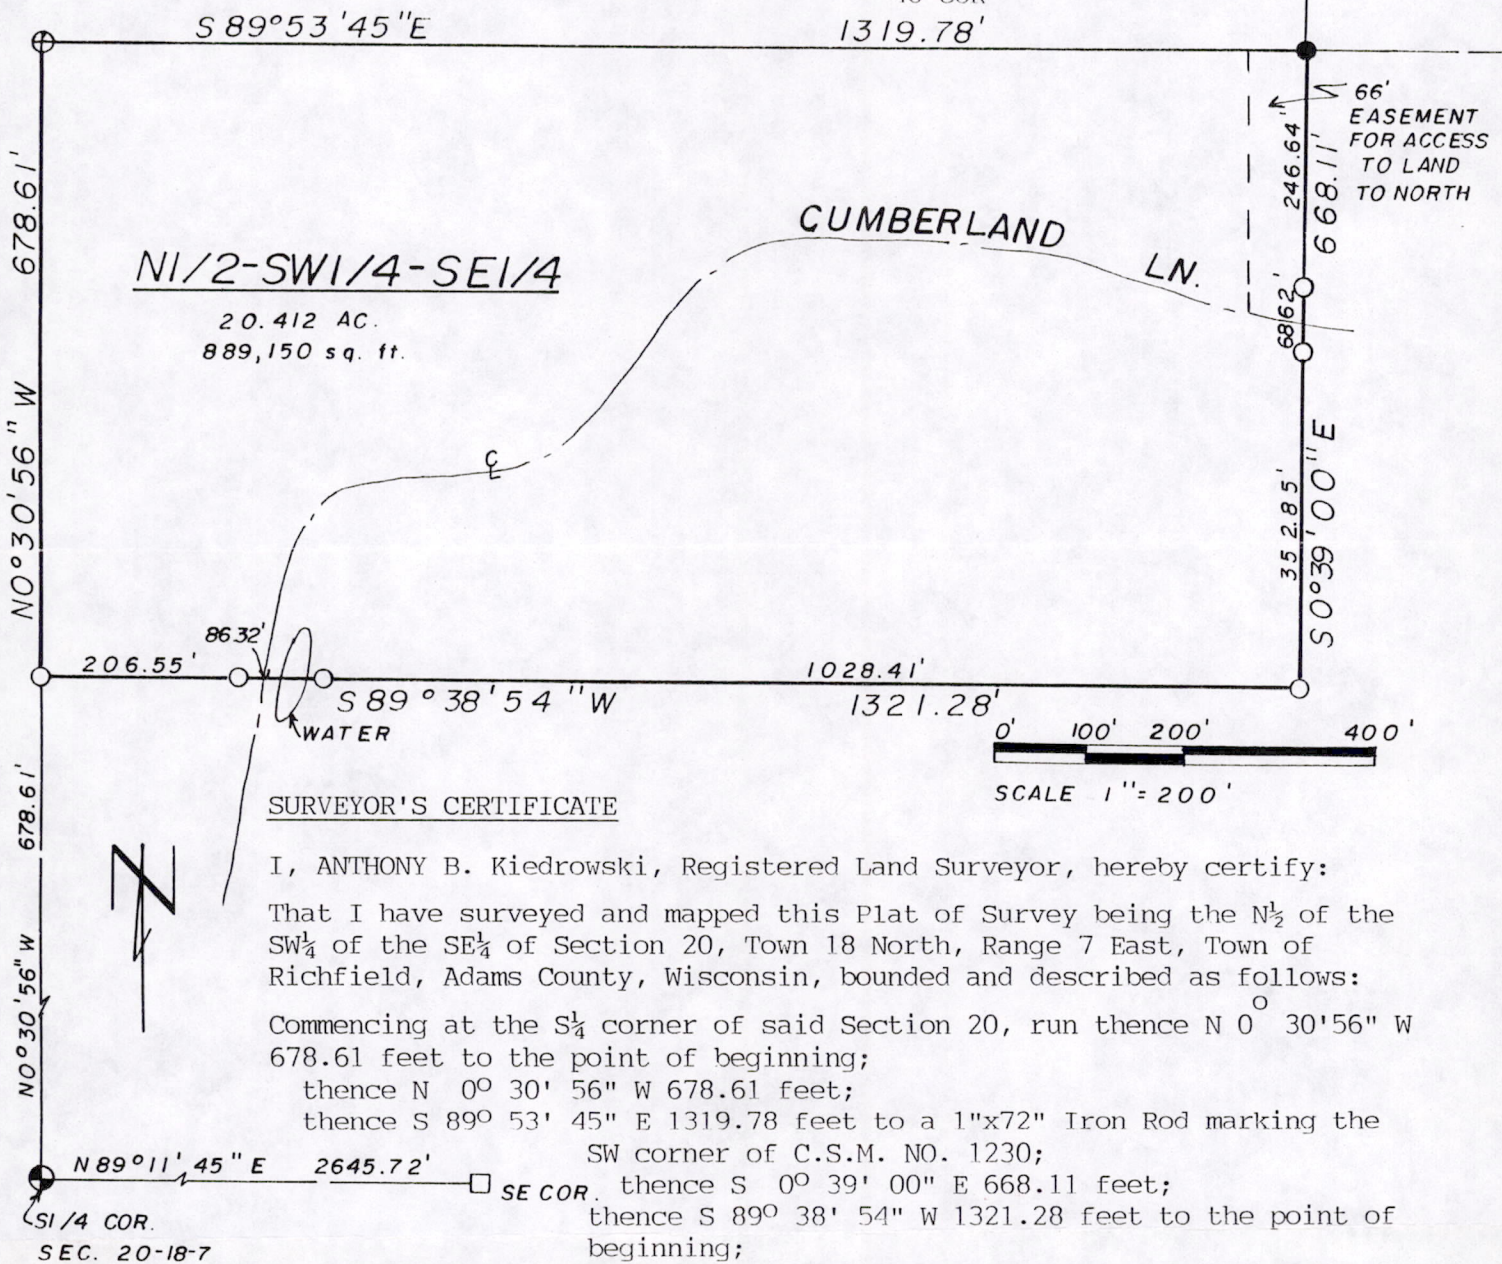 S 89°53'45"E
1319.78'
66'
EASEMENT
FOR ACCESS
TO LAND
TO NORTH
246.64'
668.11'
678.61'
N0°30'56" W
CUMBERLAND
LN.
N1/2-SW1/4-SE1/4
20.412 AC.
889,150 sq. ft.
6862'
℄
352.85'
S 0°39'00"E
8632'
206.55'
1028.41'
S 89°38'54"W
1321.28'
WATER
0' 100' 200' 400'
SCALE 1"=200'
678.61'
N0°30'56"W
N
SURVEYOR'S CERTIFICATE
I, ANTHONY B. Kiedrowski, Registered Land Surveyor, hereby certify:
That I have surveyed and mapped this Plat of Survey being the N½ of the
SW¼ of the SE¼ of Section 20, Town 18 North, Range 7 East, Town of
Richfield, Adams County, Wisconsin, bounded and described as follows:
Commencing at the S¼ corner of said Section 20, run thence N 0° 30'56" W
678.61 feet to the point of beginning;
thence N 0° 30' 56" W 678.61 feet;
thence S 89° 53' 45" E 1319.78 feet to a 1"x72" Iron Rod marking the
SW corner of C.S.M. NO. 1230;
thence S 0° 39' 00" E 668.11 feet;
thence S 89° 38' 54" W 1321.28 feet to the point of
beginning;
N89°11'45"E 2645.72'
SE COR.
S1/4 COR.
SEC. 20-18-7